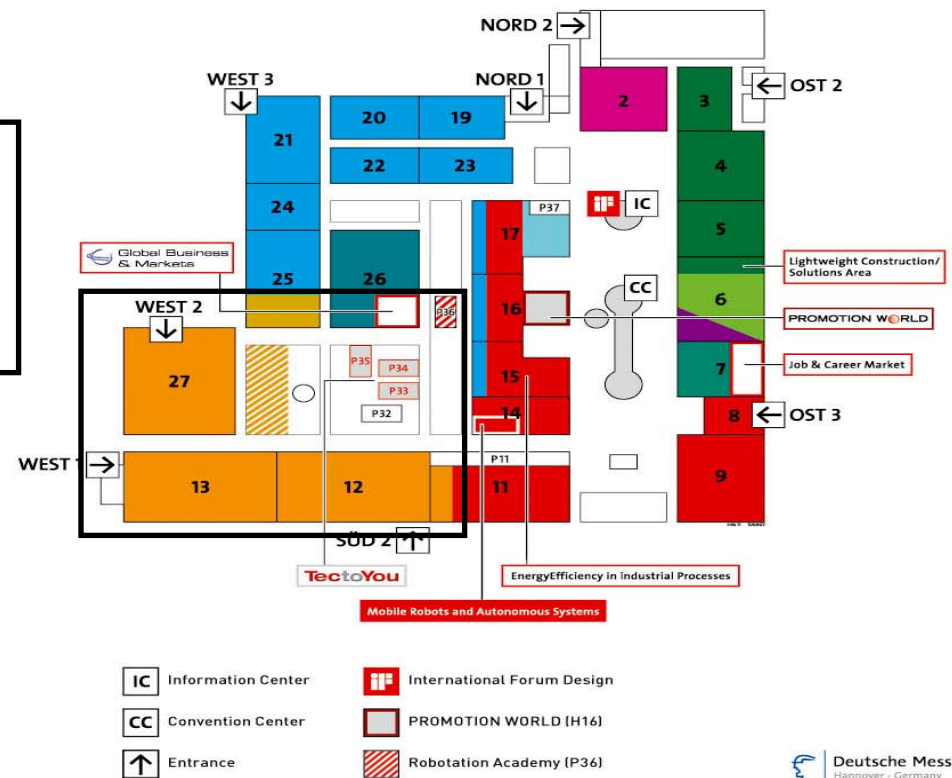 NORD 2
WEST 3
NORD 1
OST 2
2
3
20
19
21
22
23
4
24
P37
iF
IC
17
5
Global Business
& Markets
Lightweight Construction/
Solutions Area
25
26
CC
6
WEST 2
P36
16
PROMOTION WORLD
27
P35
P34
15
7
Job & Career Market
P33
P32
14
8
OST 3
WEST 1
P11
13
12
11
9
SÜD 2
TectoYou
EnergyEfficiency in industrial Processes
Mobile Robots and Autonomous Systems
IC Information Center
iF International Forum Design
CC Convention Center
PROMOTION WORLD (H16)
Entrance
Robotation Academy (P36)
Deutsche Mess
Hannover - Germany